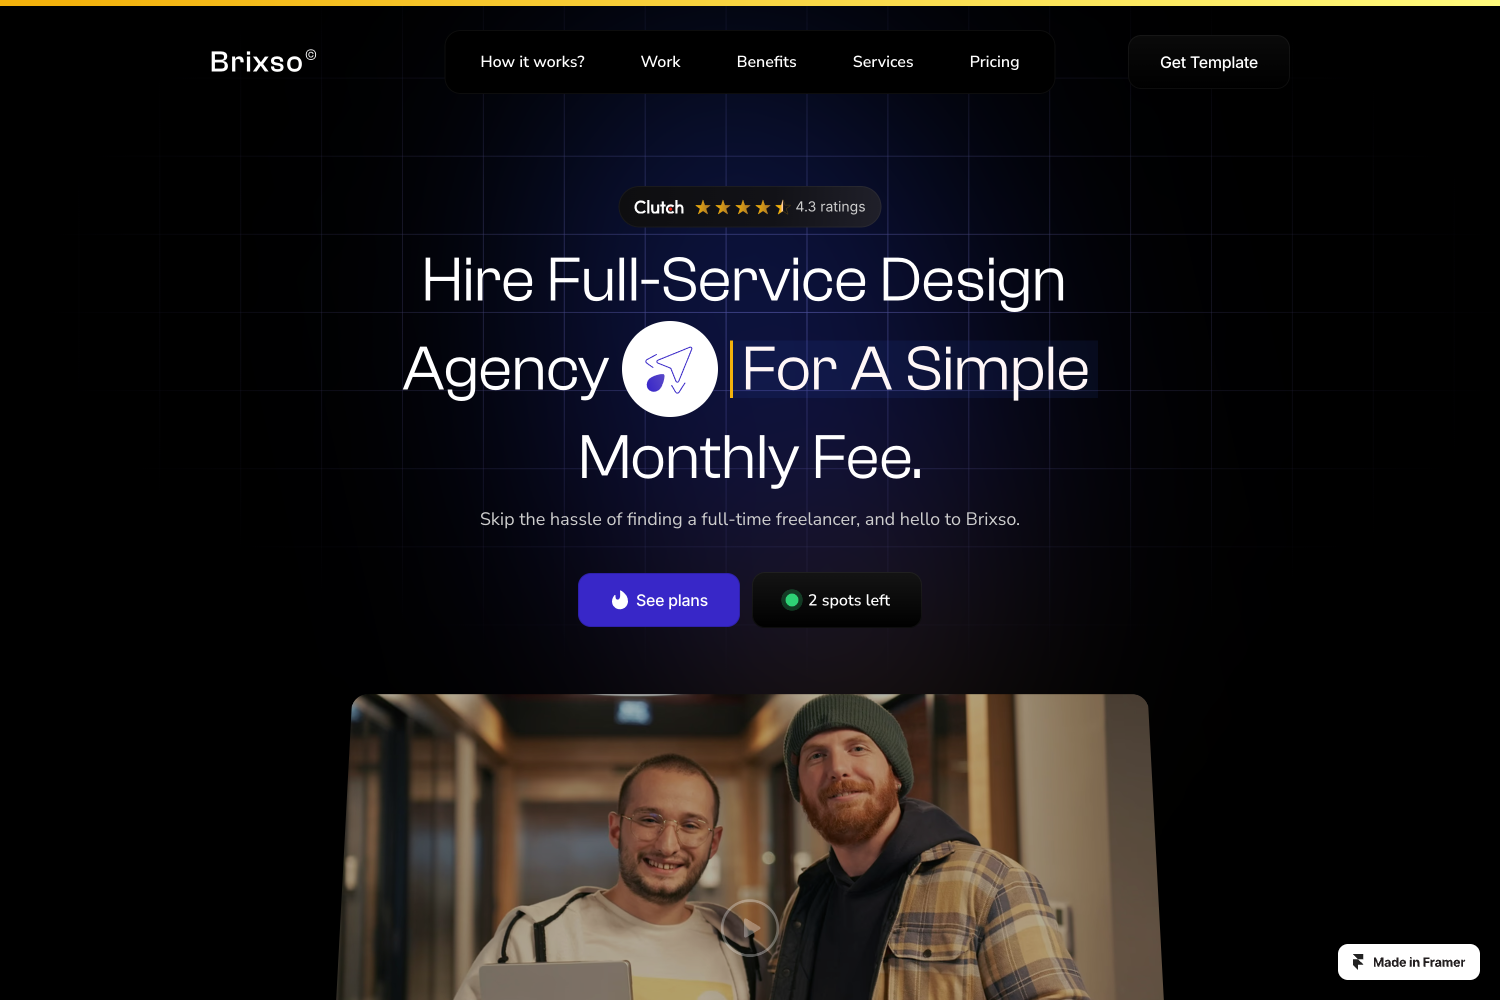 Brixso©
How it works?
Work
Benefits
Services
Pricing
Get Template
Clutch
4.3 ratings
Hire Full-Service Design
Agency For A Simple
Monthly Fee.
Skip the hassle of finding a full-time freelancer, and hello to Brixso.
See plans
2 spots left
Made in Framer